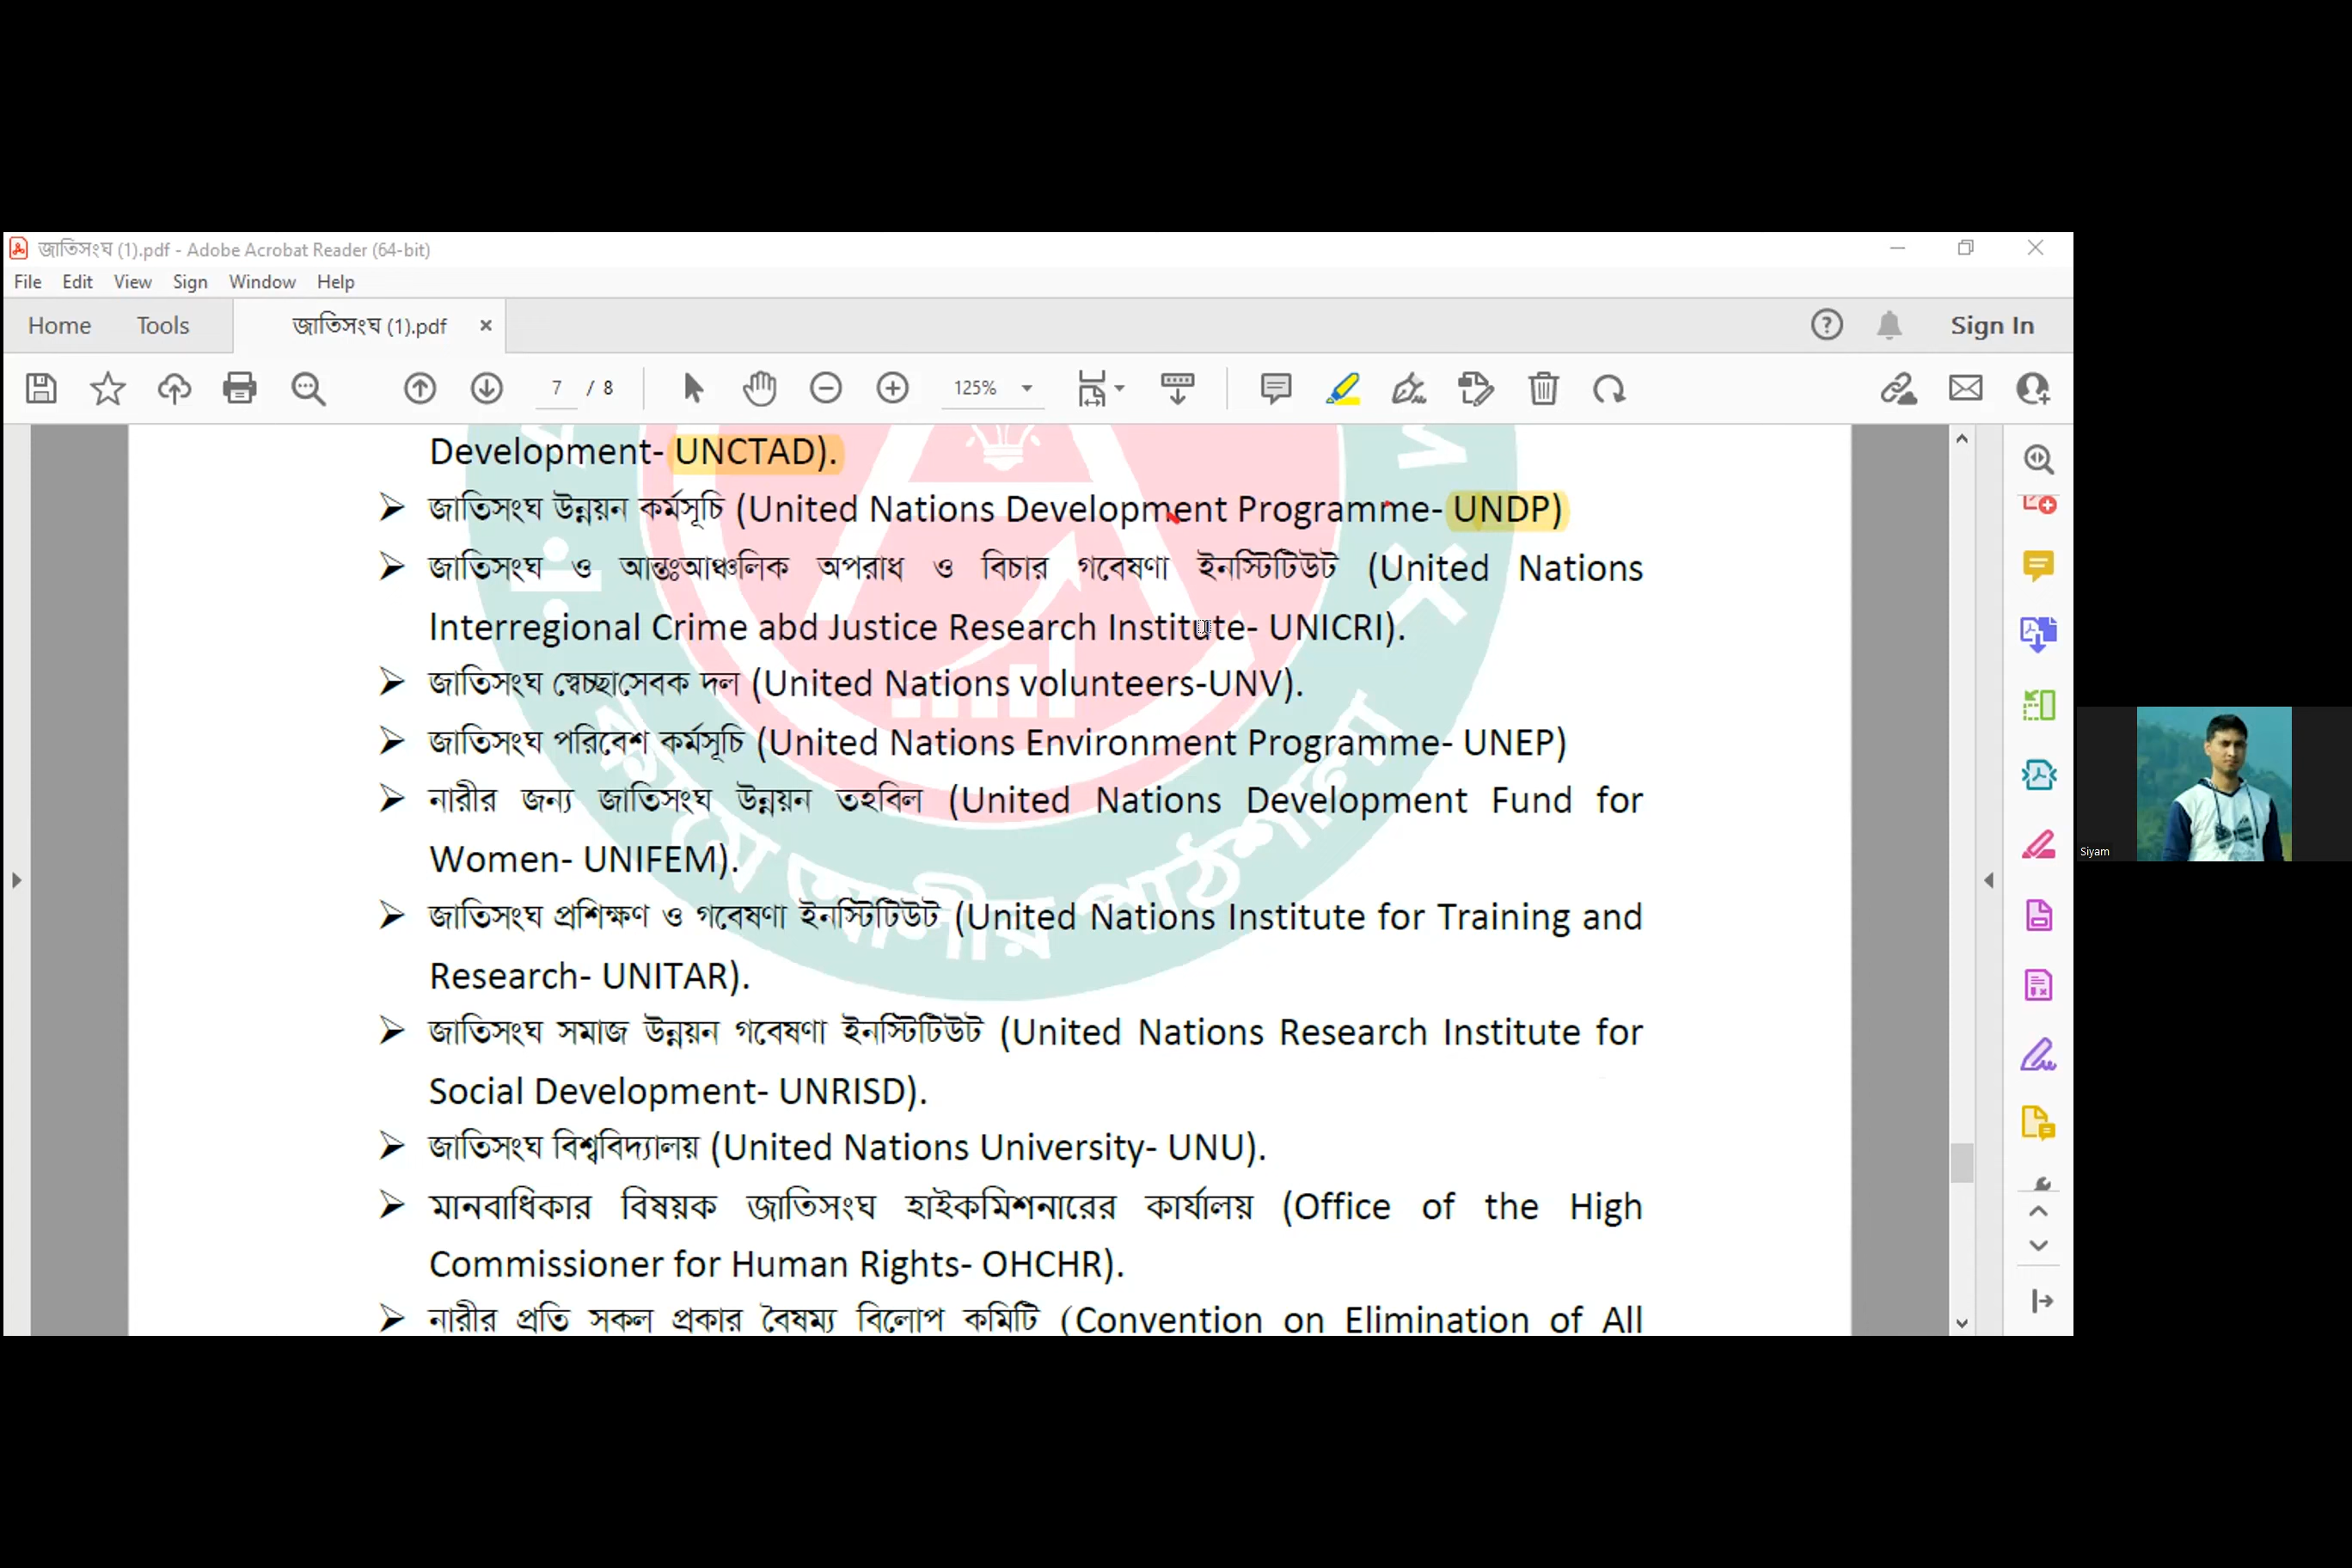 জাতিসংঘ (1).pdf - Adobe Acrobat Reader (64-bit)
File Edit View Sign Window Help
Home Tools জাতিসংঘ (1).pdf × Sign In
7 / 8 125%
Development- UNCTAD).
➢ জাতিসংঘ উন্নয়ন কর্মসূচি (United Nations Development Programme- UNDP)
➢ জাতিসংঘ ও আন্তঃআঞ্চলিক অপরাধ ও বিচার গবেষণা ইনস্টিটিউট (United Nations
Interregional Crime abd Justice Research Institute- UNICRI).
➢ জাতিসংঘ স্বেচ্ছাসেবক দল (United Nations volunteers-UNV).
➢ জাতিসংঘ পরিবেশ কর্মসূচি (United Nations Environment Programme- UNEP)
➢ নারীর জন্য জাতিসংঘ উন্নয়ন তহবিল (United Nations Development Fund for
Women- UNIFEM).
➢ জাতিসংঘ প্রশিক্ষণ ও গবেষণা ইনস্টিটিউট (United Nations Institute for Training and
Research- UNITAR).
➢ জাতিসংঘ সমাজ উন্নয়ন গবেষণা ইনস্টিটিউট (United Nations Research Institute for
Social Development- UNRISD).
➢ জাতিসংঘ বিশ্ববিদ্যালয় (United Nations University- UNU).
➢ মানবাধিকার বিষয়ক জাতিসংঘ হাইকমিশনারের কার্যালয় (Office of the High
Commissioner for Human Rights- OHCHR).
➢ নারীর প্রতি সকল প্রকার বৈষম্য বিলোপ কমিটি (Convention on Elimination of All
Siyam